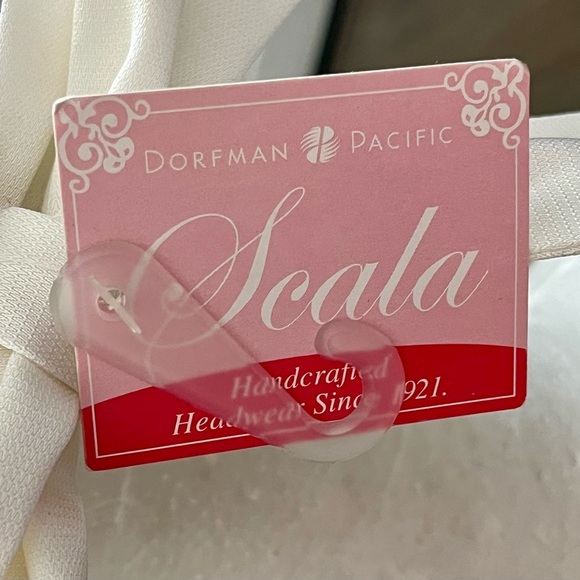 DORFMAN PACIFIC
Scala
Handcrafted
Headwear Since 1921.